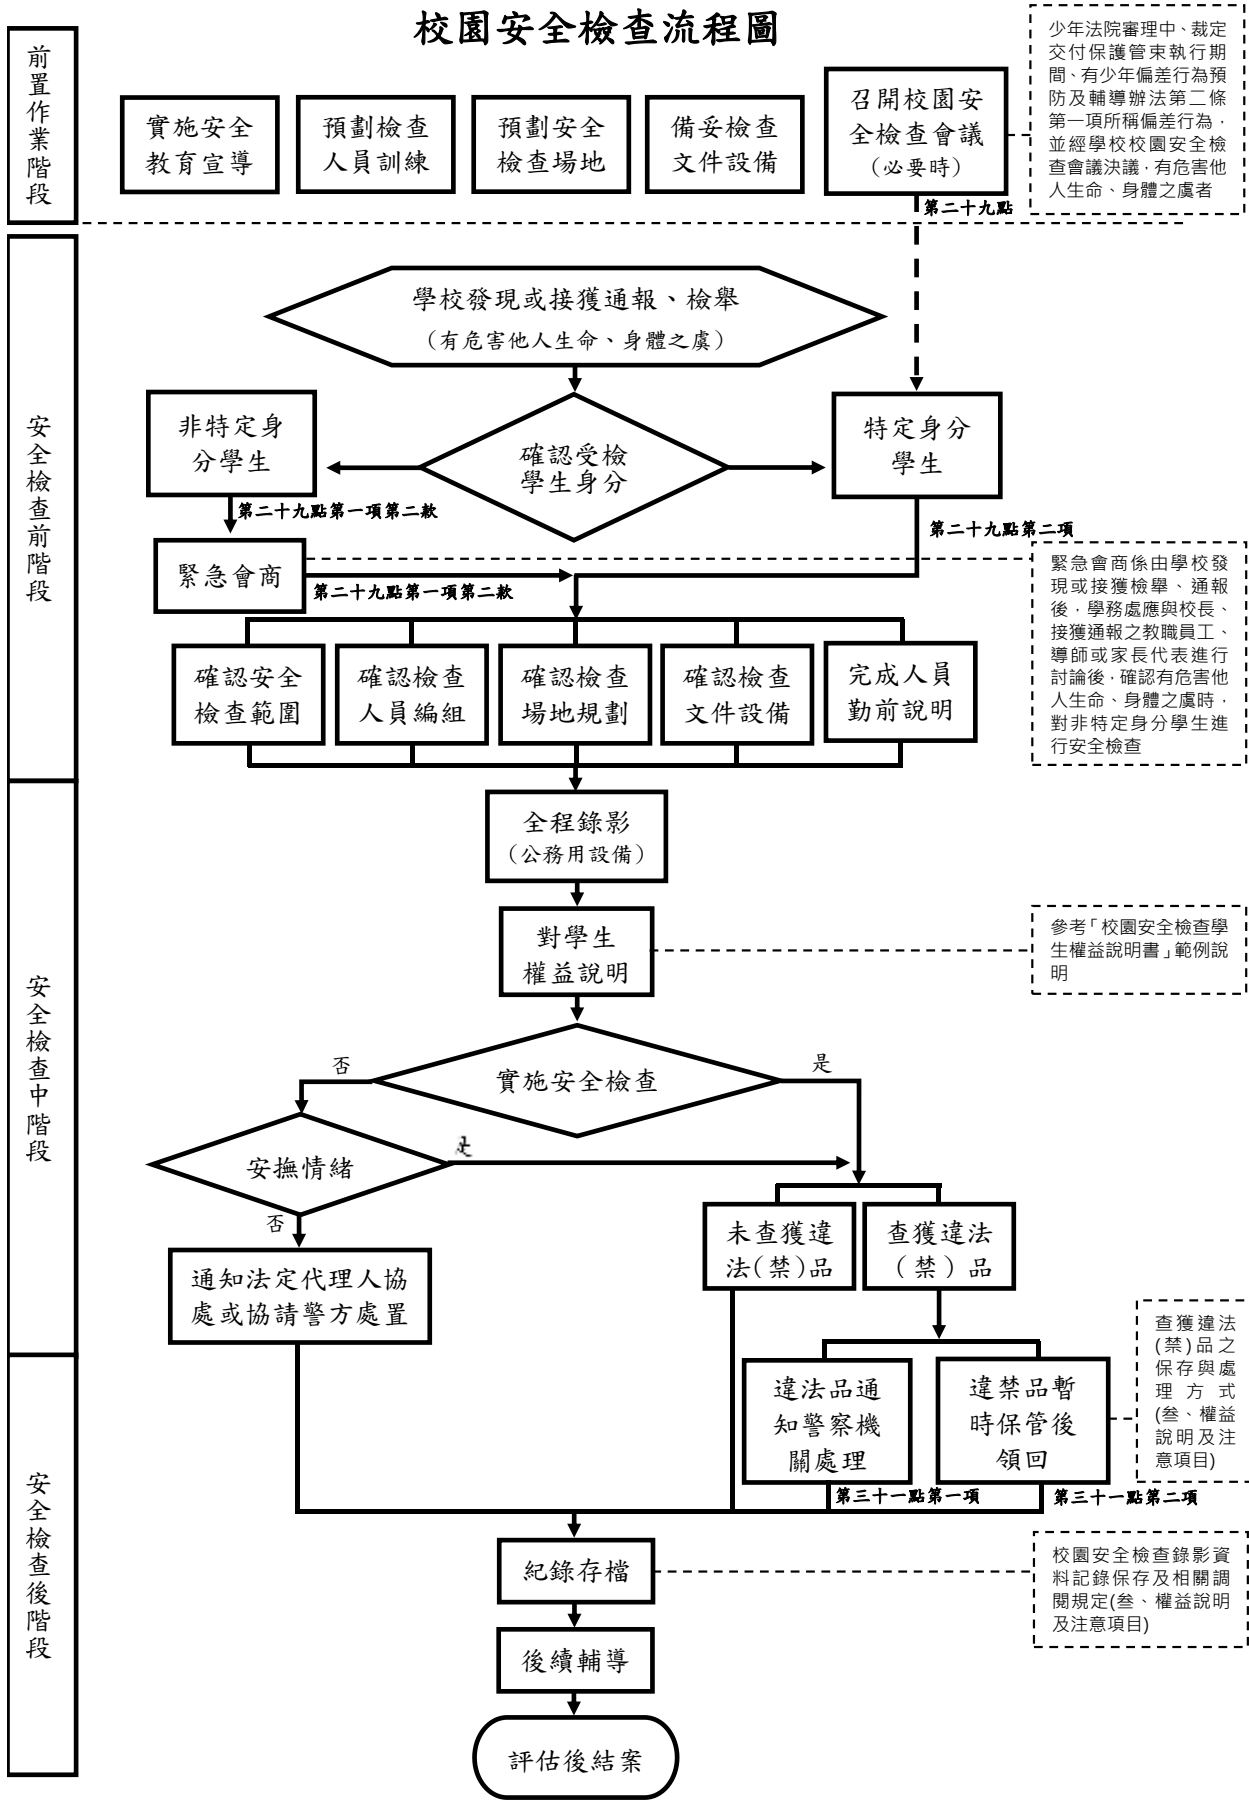 校園安全檢查流程圖
前置作業階段
實施安全
教育宣導
預劃檢查
人員訓練
預劃安全
檢查場地
備妥檢查
文件設備
召開校園安
全檢查會議
(必要時)
少年法院審理中、裁定
交付保護管束執行期
間、有少年偏差行為預
防及輔導辦法第二條
第一項所稱偏差行為，
並經學校校園安全檢
查會議決議，有危害他
人生命、身體之虞者
第二十九點
安全檢查前階段
學校發現或接獲通報、檢舉
（有危害他人生命、身體之虞）
非特定身
分學生
確認受檢
學生身分
特定身分
學生
第二十九點第一項第二款
第二十九點第二項
緊急會商
第二十九點第一項第二款
緊急會商係由學校發
現或接獲檢舉、通報
後，學務處應與校長、
接獲通報之教職員工、
導師或家長代表進行
討論後，確認有危害他
人生命、身體之虞時，
對非特定身分學生進
行安全檢查
確認安全
檢查範圍
確認檢查
人員編組
確認檢查
場地規劃
確認檢查
文件設備
完成人員
勤前說明
安全檢查中階段
全程錄影
（公務用設備）
對學生
權益說明
參考「校園安全檢查學
生權益說明書」範例說
明
實施安全檢查
否
是
安撫情緒
是
否
通知法定代理人協
處或協請警方處置
未查獲違
法(禁)品
查獲違法
（禁）品
安全檢查後階段
違法品通
知警察機
關處理
違禁品暫
時保管後
領回
查獲違法
(禁)品之
保存與處
理方式
(叁、權益
說明及注
意項目)
第三十一點第一項
第三十一點第二項
紀錄存檔
校園安全檢查錄影資
料記錄保存及相關調
閱規定(叁、權益說明
及注意項目)
後續輔導
評估後結案